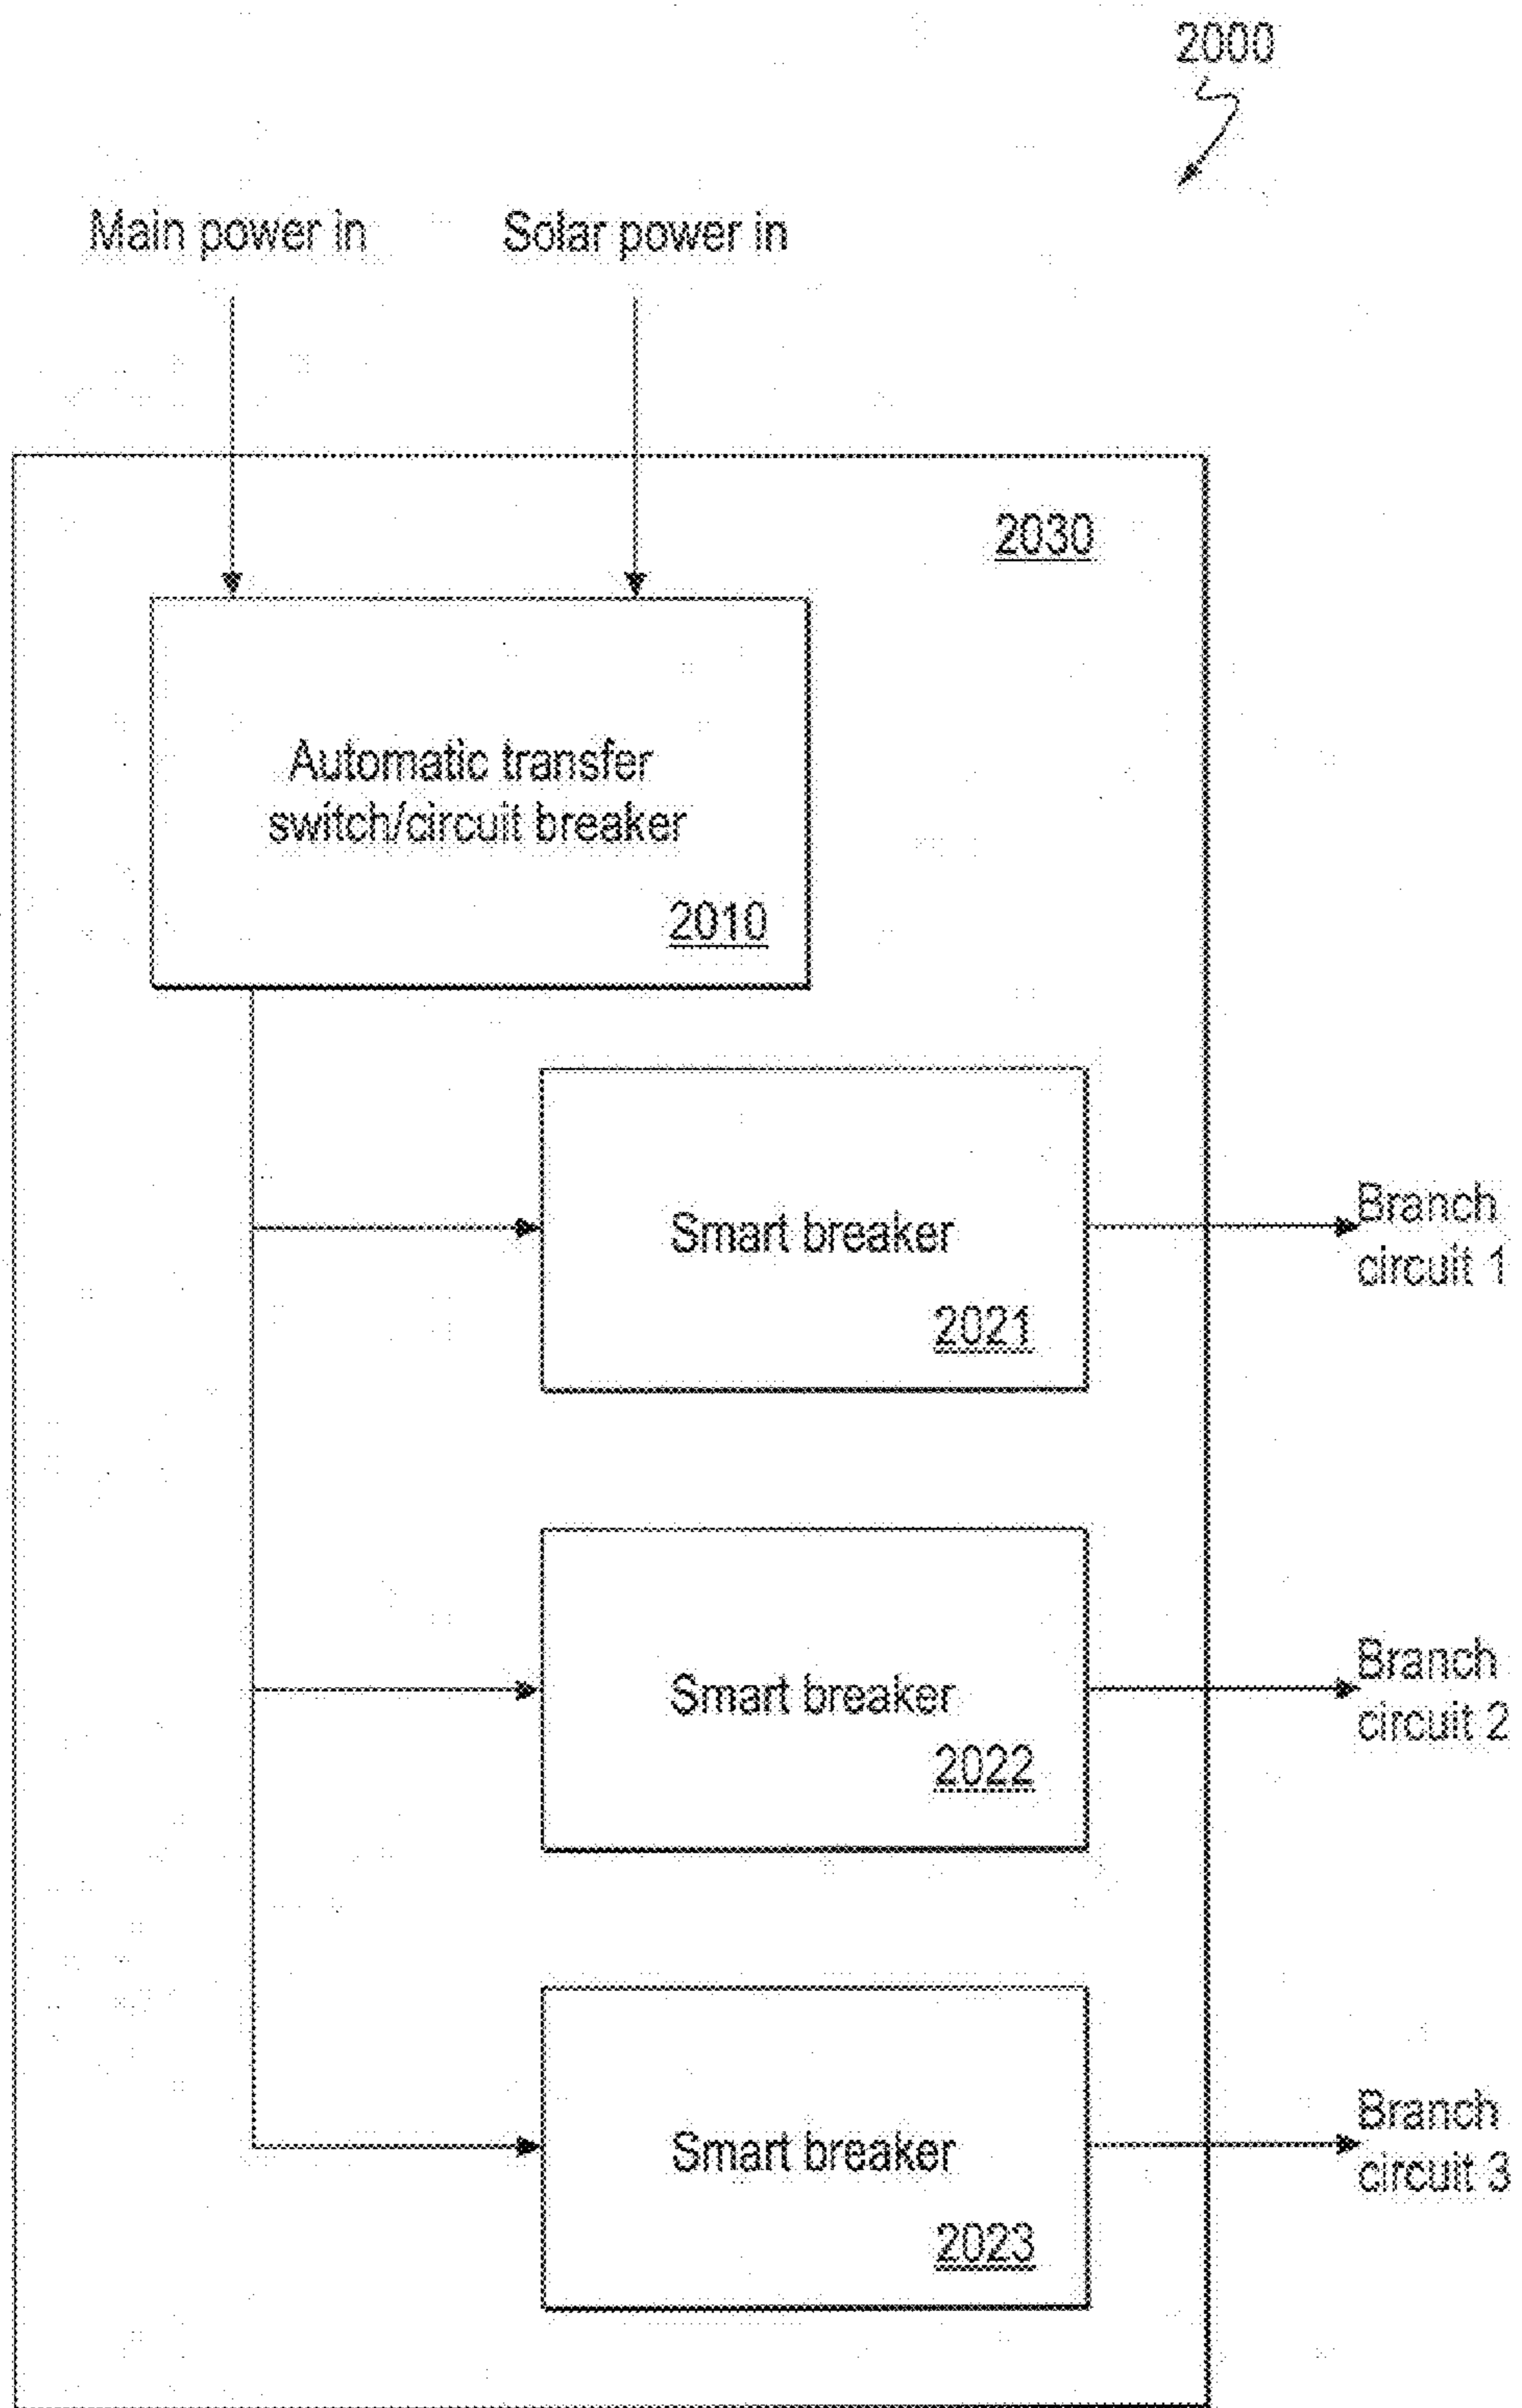 2000
Main power in
Solar power in
2030
Automatic transfer
switch/circuit breaker
2010
Smart breaker
2021
Branch
circuit 1
Smart breaker
2022
Branch
circuit 2
Smart breaker
2023
Branch
circuit 3